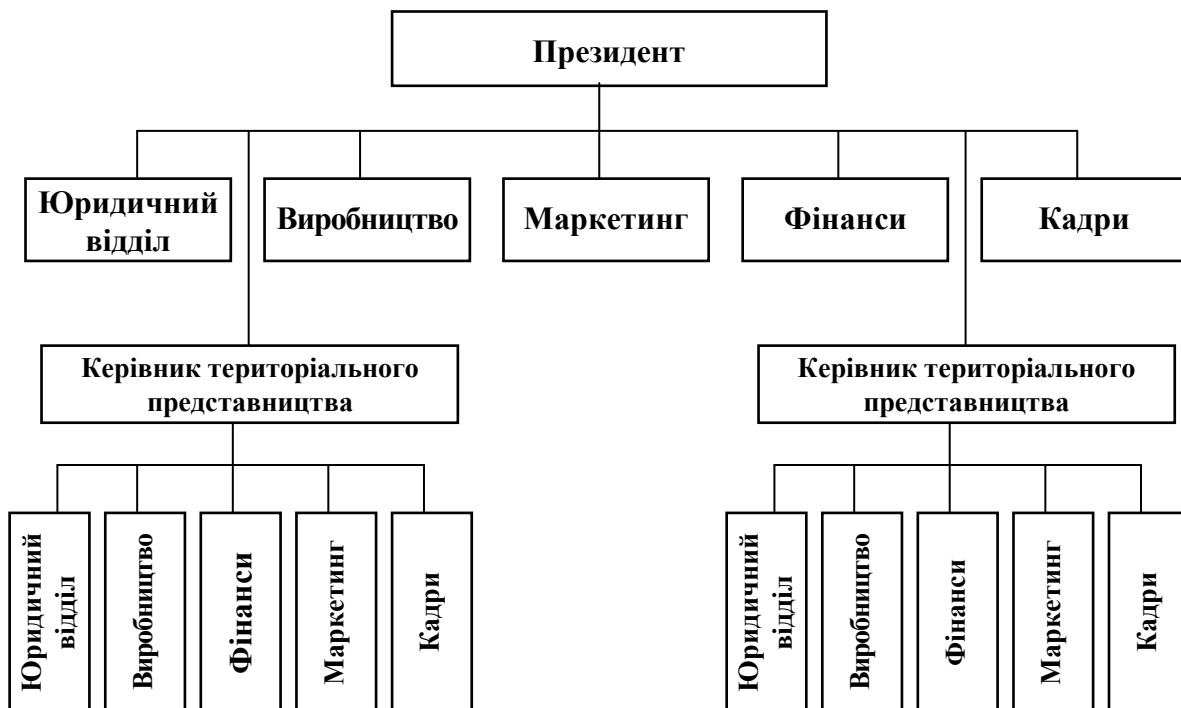 Президент
Юридичний
відділ
Виробництво
Маркетинг
Фінанси
Кадри
Керівник територіального
представництва
Керівник територіального
представництва
Юридичний
відділ
Виробництво
Фінанси
Маркетинг
Кадри
Юридичний
відділ
Виробництво
Фінанси
Маркетинг
Кадри